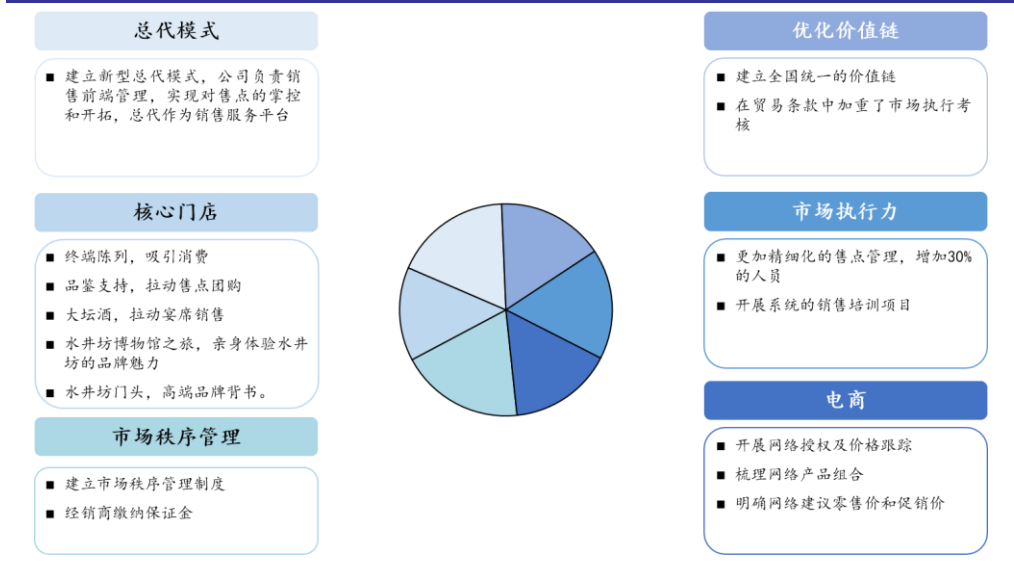 总代模式
■ 建立新型总代模式，公司负责销
售前端管理，实现对售点的掌控
和开拓，总代作为销售服务平台
核心门店
■ 终端陈列，吸引消费
■ 品鉴支持，拉动售点团购
■ 大坛酒，拉动宴席销售
■ 水井坊博物馆之旅，亲身体验水井
坊的品牌魅力
■ 水井坊门头，高端品牌背书。
市场秩序管理
■ 建立市场秩序管理制度
■ 经销商缴纳保证金
优化价值链
■ 建立全国统一的价值链
■ 在贸易条款中加重了市场执行考
核
市场执行力
■ 更加精细化的售点管理，增加30%
的人员
■ 开展系统的销售培训项目
电商
■ 开展网络授权及价格跟踪
■ 梳理网络产品组合
■ 明确网络建议零售价和促销价